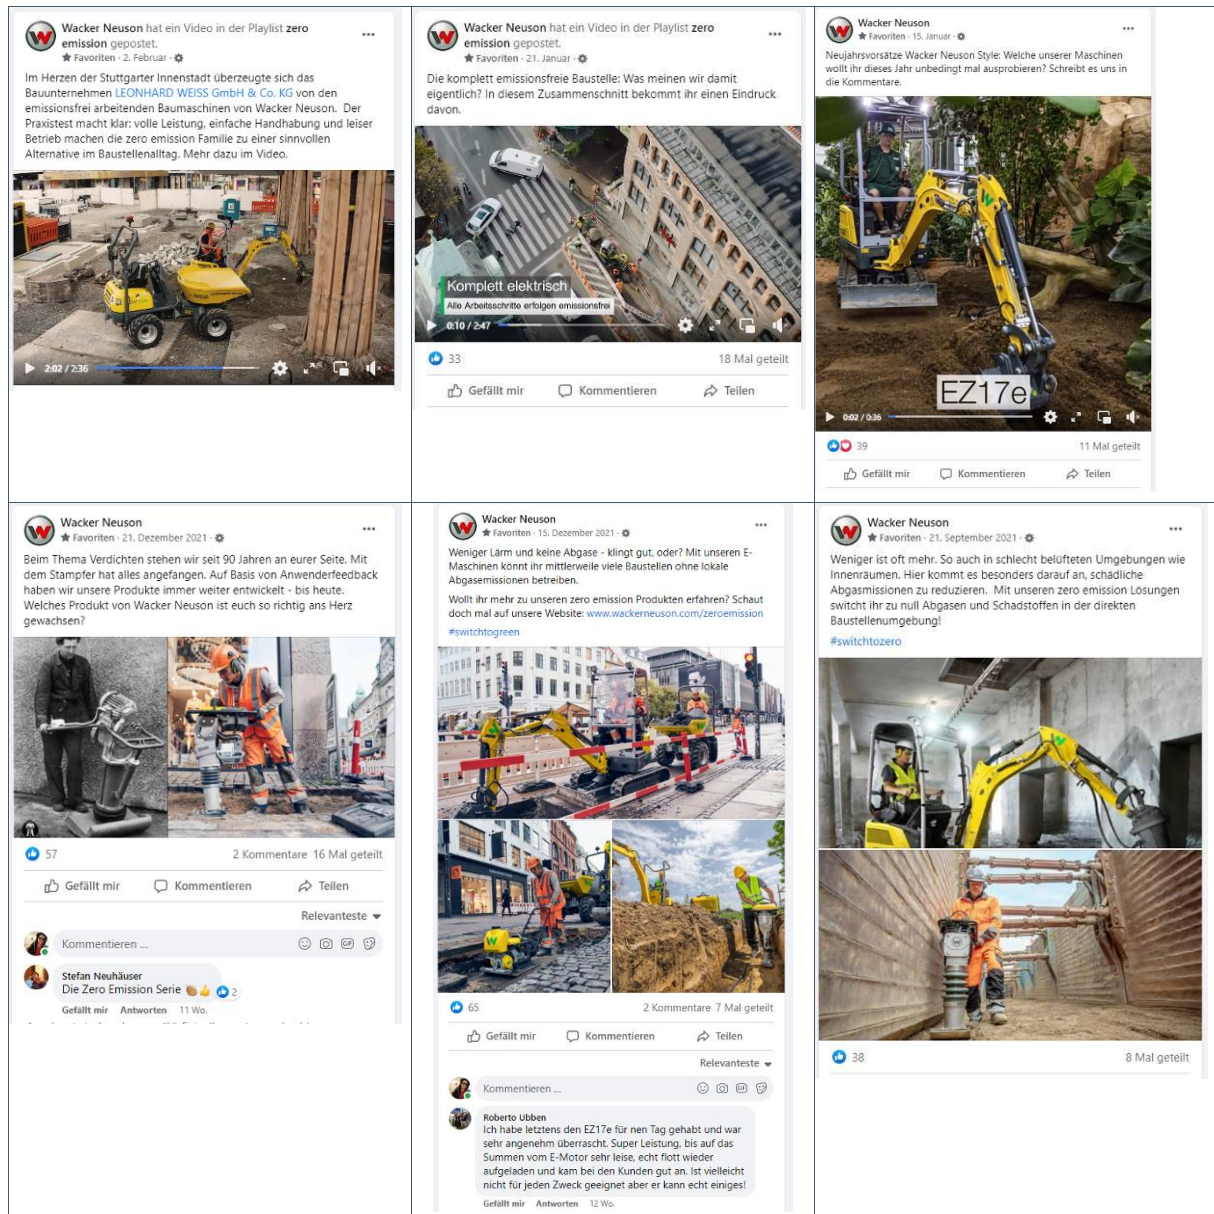 Wacker Neuson hat ein Video in der Playlist zero
emission gepostet.
Favoriten · 2. Februar ·
Im Herzen der Stuttgarter Innenstadt überzeugte sich das
Bauunternehmen LEONHARD WEISS GmbH & Co. KG von den
emissionsfrei arbeitenden Baumaschinen von Wacker Neuson. Der
Praxistest macht klar: volle Leistung, einfache Handhabung und leiser
Betrieb machen die zero emission Familie zu einer sinnvollen
Alternative im Baustellenalltag. Mehr dazu im Video.
2:02 / 2:36
Wacker Neuson hat ein Video in der Playlist zero
emission gepostet.
Favoriten · 21. Januar ·
Die komplett emissionsfreie Baustelle: Was meinen wir damit
eigentlich? In diesem Zusammenschnitt bekommt ihr einen Eindruck
davon.
Komplett elektrisch
Alle Arbeitsschritte erfolgen emissionsfrei
0:10 / 2:47
33 18 Mal geteilt
Gefällt mir Kommentieren Teilen
Wacker Neuson
Favoriten · 15. Januar ·
Neujahrsvorsätze Wacker Neuson Style: Welche unserer Maschinen
wollt ihr dieses Jahr unbedingt mal ausprobieren? Schreibt es uns in
die Kommentare.
EZ17e
0:02 / 0:36
39 11 Mal geteilt
Gefällt mir Kommentieren Teilen
Wacker Neuson
Favoriten · 21. Dezember 2021 ·
Beim Thema Verdichten stehen wir seit 90 Jahren an eurer Seite. Mit
dem Stampfer hat alles angefangen. Auf Basis von Anwenderfeedback
haben wir unsere Produkte immer weiter entwickelt - bis heute.
Welches Produkt von Wacker Neuson ist euch so richtig ans Herz
gewachsen?
57 2 Kommentare 16 Mal geteilt
Gefällt mir Kommentieren Teilen
Relevanteste
Kommentieren ...
GIF
Stefan Neuhäuser
Die Zero Emission Serie 👏👍 2
Gefällt mir Antworten 11 Wo.
Wacker Neuson
Favoriten · 15. Dezember 2021 ·
Weniger Lärm und keine Abgase - klingt gut, oder? Mit unseren E-
Maschinen könnt ihr mittlerweile viele Baustellen ohne lokale
Abgasemissionen betreiben.
Wollt ihr mehr zu unseren zero emission Produkten erfahren? Schaut
doch mal auf unsere Website: www.wackerneuson.com/zeroemission
#switchtogreen
65 2 Kommentare 7 Mal geteilt
Gefällt mir Kommentieren Teilen
Relevanteste
Kommentieren ...
GIF
Roberto Ubben
Ich habe letztens den EZ17e für nen Tag gehabt und war
sehr angenehm überrascht. Super Leistung, bis auf das
Summen vom E-Motor sehr leise, echt flott wieder
aufgeladen und kam bei den Kunden gut an. Ist vielleicht
nicht für jeden Zweck geeignet aber er kann echt einiges!
Gefällt mir Antworten 12 Wo.
Wacker Neuson
Favoriten · 21. September 2021 ·
Weniger ist oft mehr. So auch in schlecht belüfteten Umgebungen wie
Innenräumen. Hier kommt es besonders darauf an, schädliche
Abgasmissionen zu reduzieren. Mit unseren zero emission Lösungen
switcht ihr zu null Abgasen und Schadstoffen in der direkten
Baustellenumgebung!
#switchtozero
38 8 Mal geteilt